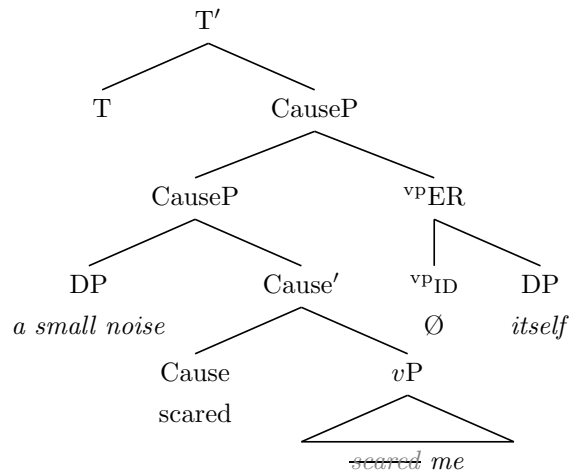 T′
T CauseP
CauseP ᵛᵖER
DP Cause′ ᵛᵖID DP
a small noise Ø itself
Cause vP
scared
scared me